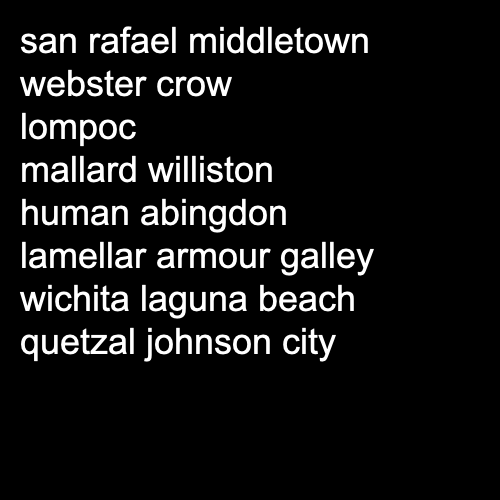 san rafael middletown
webster crow
lompoc
mallard williston
human abingdon
lamellar armour galley
wichita laguna beach
quetzal johnson city